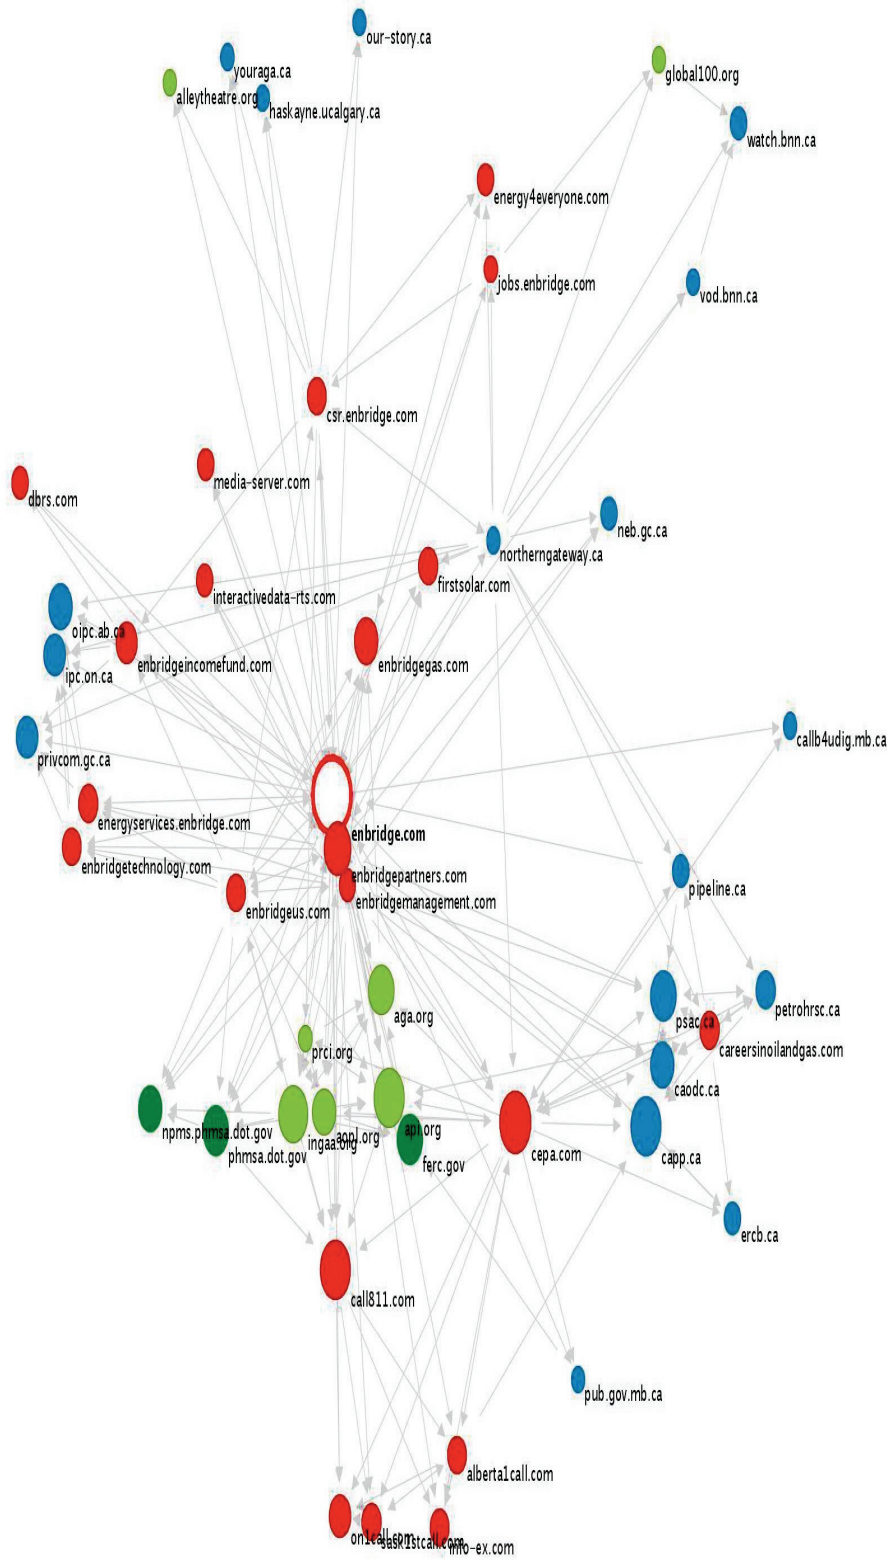 our-story.ca
youraga.ca
global100.org
alleytheatre.org
haskayne.ucalgary.ca
watch.bnn.ca
energy4everyone.com
jobs.enbridge.com
vod.bnn.ca
csr.enbridge.com
media-server.com
dbrs.com
neb.gc.ca
northerngateway.ca
firstsolar.com
interactivedata-rts.com
oipc.ab.ca
enbridgeincomefund.com
enbridgegas.com
ipc.on.ca
callb4udig.mb.ca
privcom.gc.ca
energyservices.enbridge.com
enbridge.com
enbridgetechnology.com
enbridgepartners.com
pipeline.ca
enbridgemanagement.com
enbridgeus.com
petrohrsc.ca
aga.org
psac.ca
prci.org
careersinoilandgas.com
caodc.ca
npms.phmsa.dot.gov
api.org
ingaa.org
aopl.org
phmsa.dot.gov
cepa.com
capp.ca
ferc.gov
ercb.ca
call811.com
pub.gov.mb.ca
alberta1call.com
on1call.com
sask1stcall.com
info-ex.com